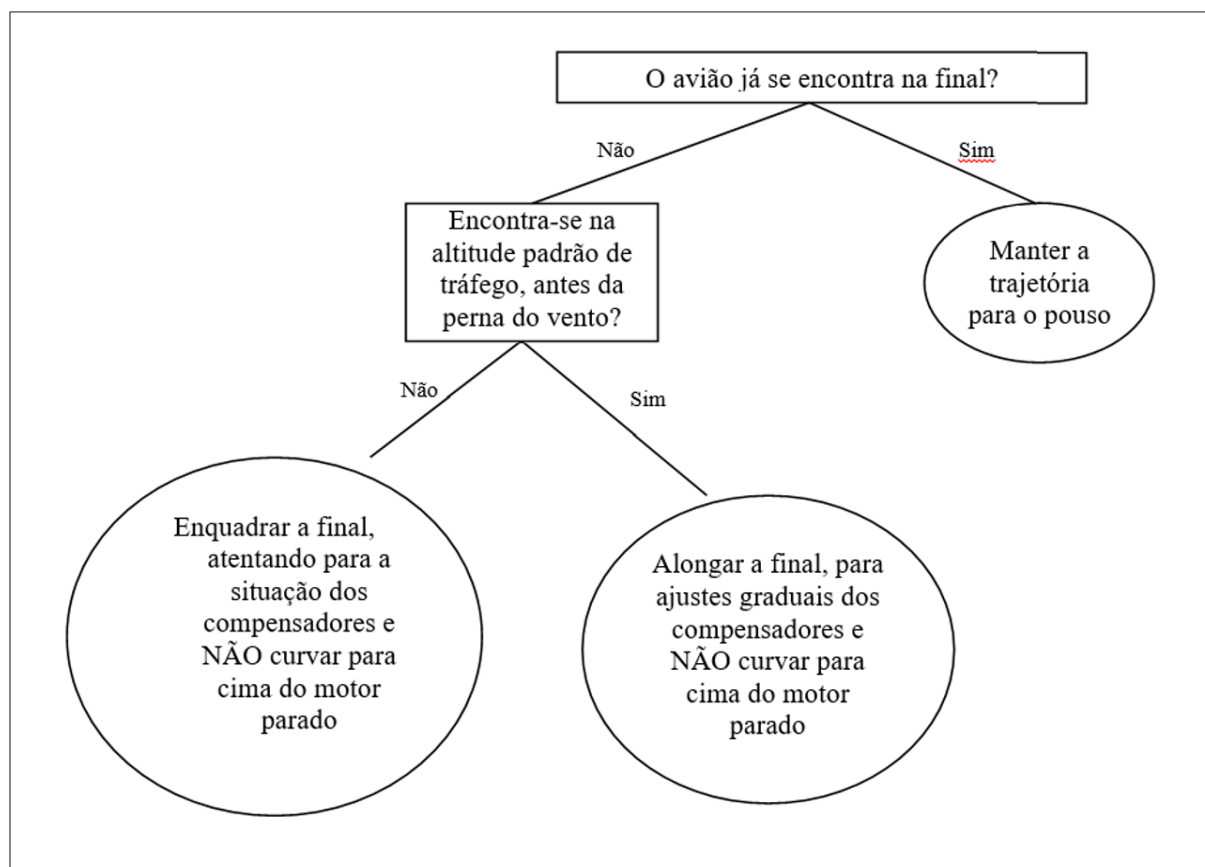 O avião já se encontra na final?
Não
Sim
Encontra-se na
altitude padrão de
tráfego, antes da
perna do vento?
Manter a
trajetória
para o pouso
Não
Sim
Enquadrar a final,
atentando para a
situação dos
compensadores e
NÃO curvar para
cima do motor
parado
Alongar a final, para
ajustes graduais dos
compensadores e
NÃO curvar para
cima do motor
parado